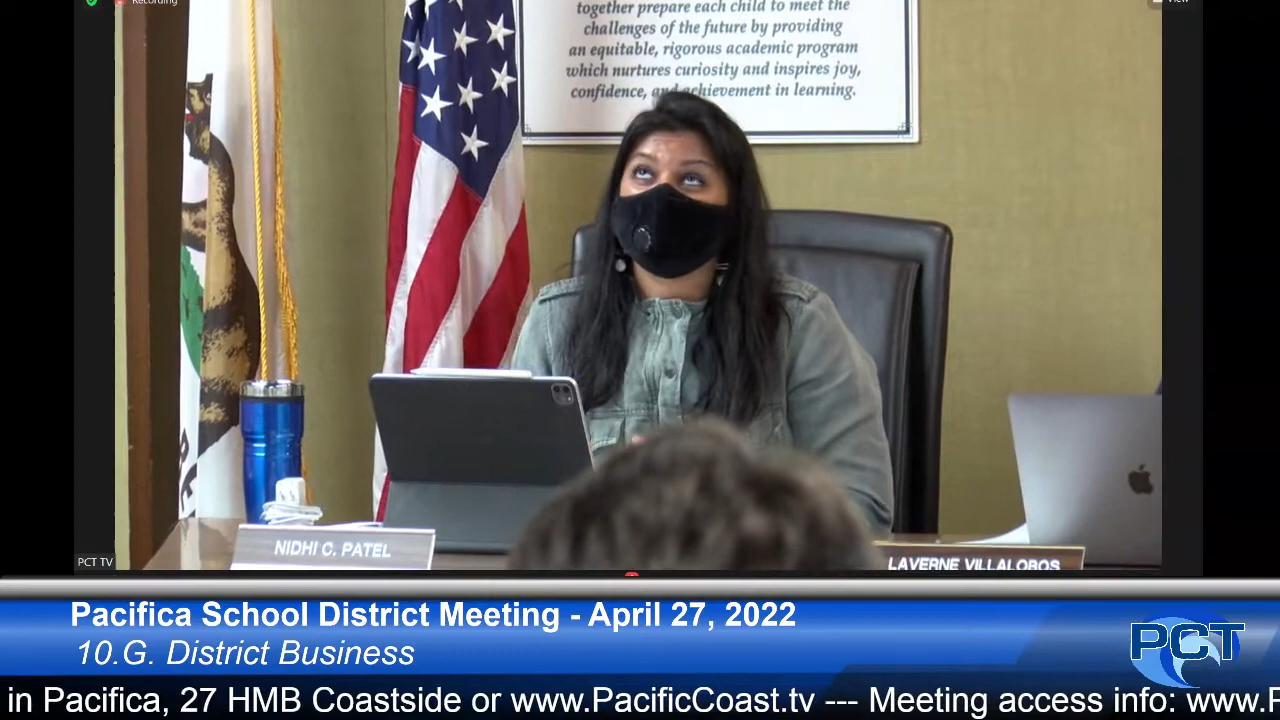 Recording
View
together prepare each child to meet the
challenges of the future by providing
an equitable, rigorous academic program
which nurtures curiosity and inspires joy,
confidence, and achievement in learning.
NIDHI C. PATEL
LAVERNE VILLALOBOS
PCT TV
Pacifica School District Meeting - April 27, 2022
10.G. District Business
PCT
in Pacifica, 27 HMB Coastside or www.PacificCoast.tv --- Meeting access info: www.P